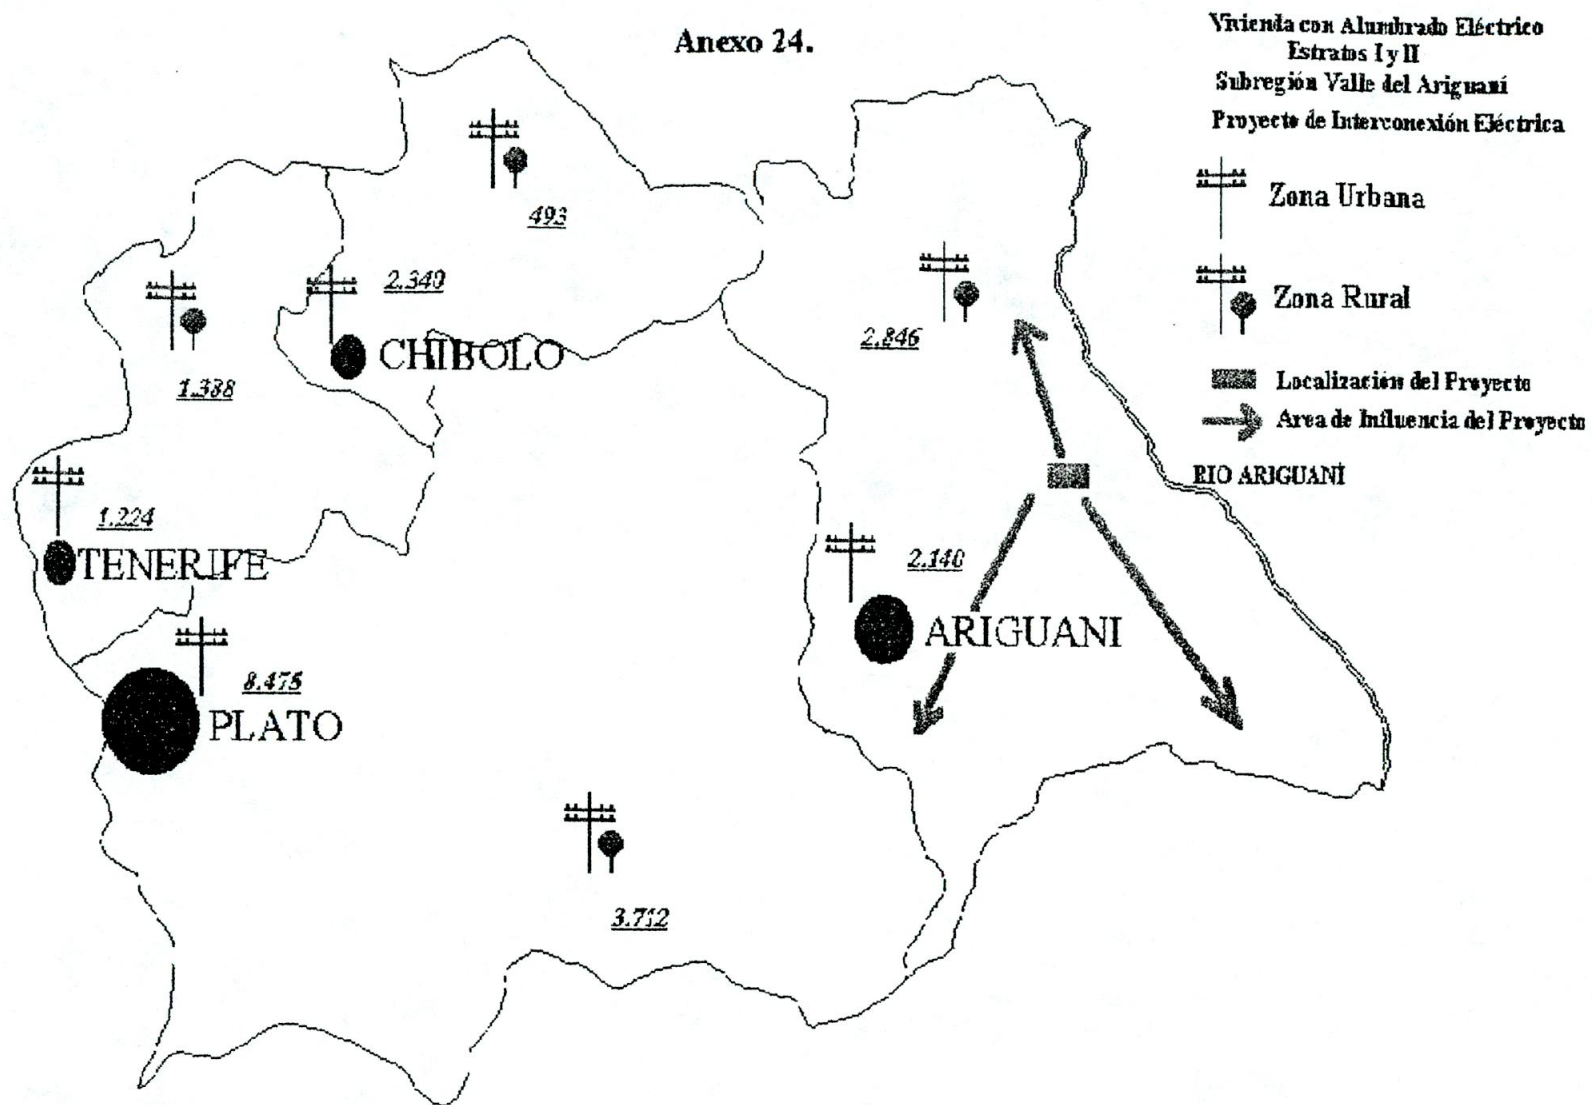 Anexo 24.
Vivienda con Alumbrado Eléctrico
Estratos I y II
Subregión Valle del Ariguaní
Proyecto de Interconexión Eléctrica
Zona Urbana
Zona Rural
Localización del Proyecto
Area de Influencia del Proyecto
RIO ARIGUANÍ
493
2.340
CHIBOLO
1.388
2.846
1.224
TENERIFE
2.140
ARIGUANI
8.475
PLATO
3.712